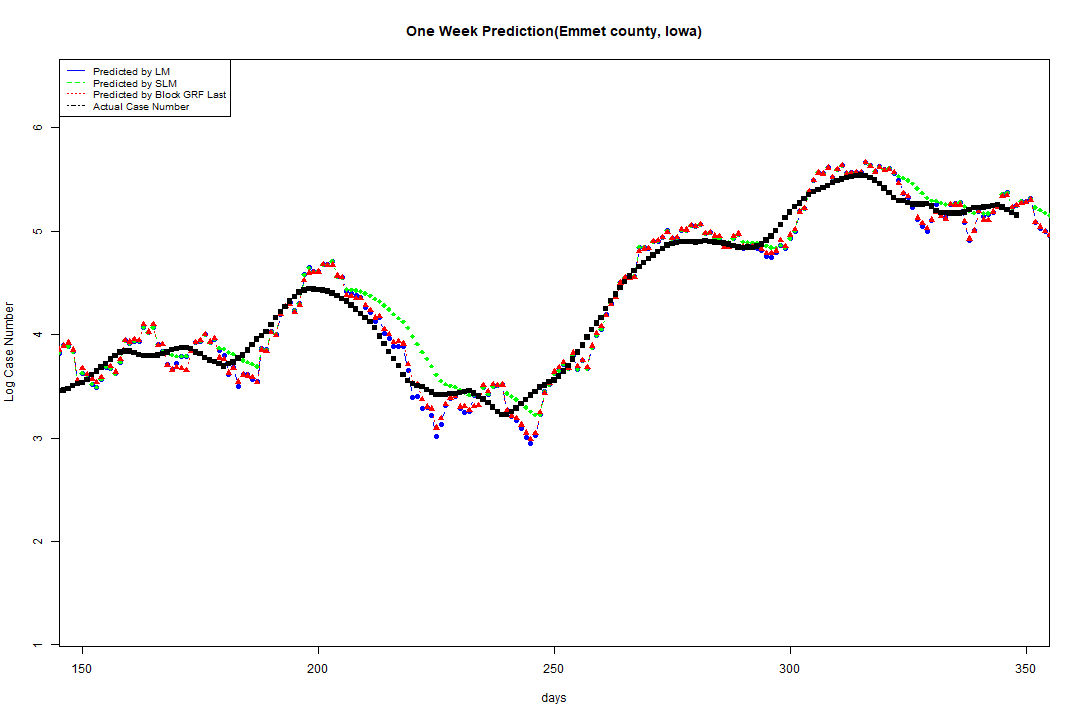 One Week Prediction(Emmet county, Iowa)
Predicted by LM
Predicted by SLM
Predicted by Block GRF Last
Actual Case Number
Log Case Number
6
5
4
3
2
1
150 200 250 300 350
days